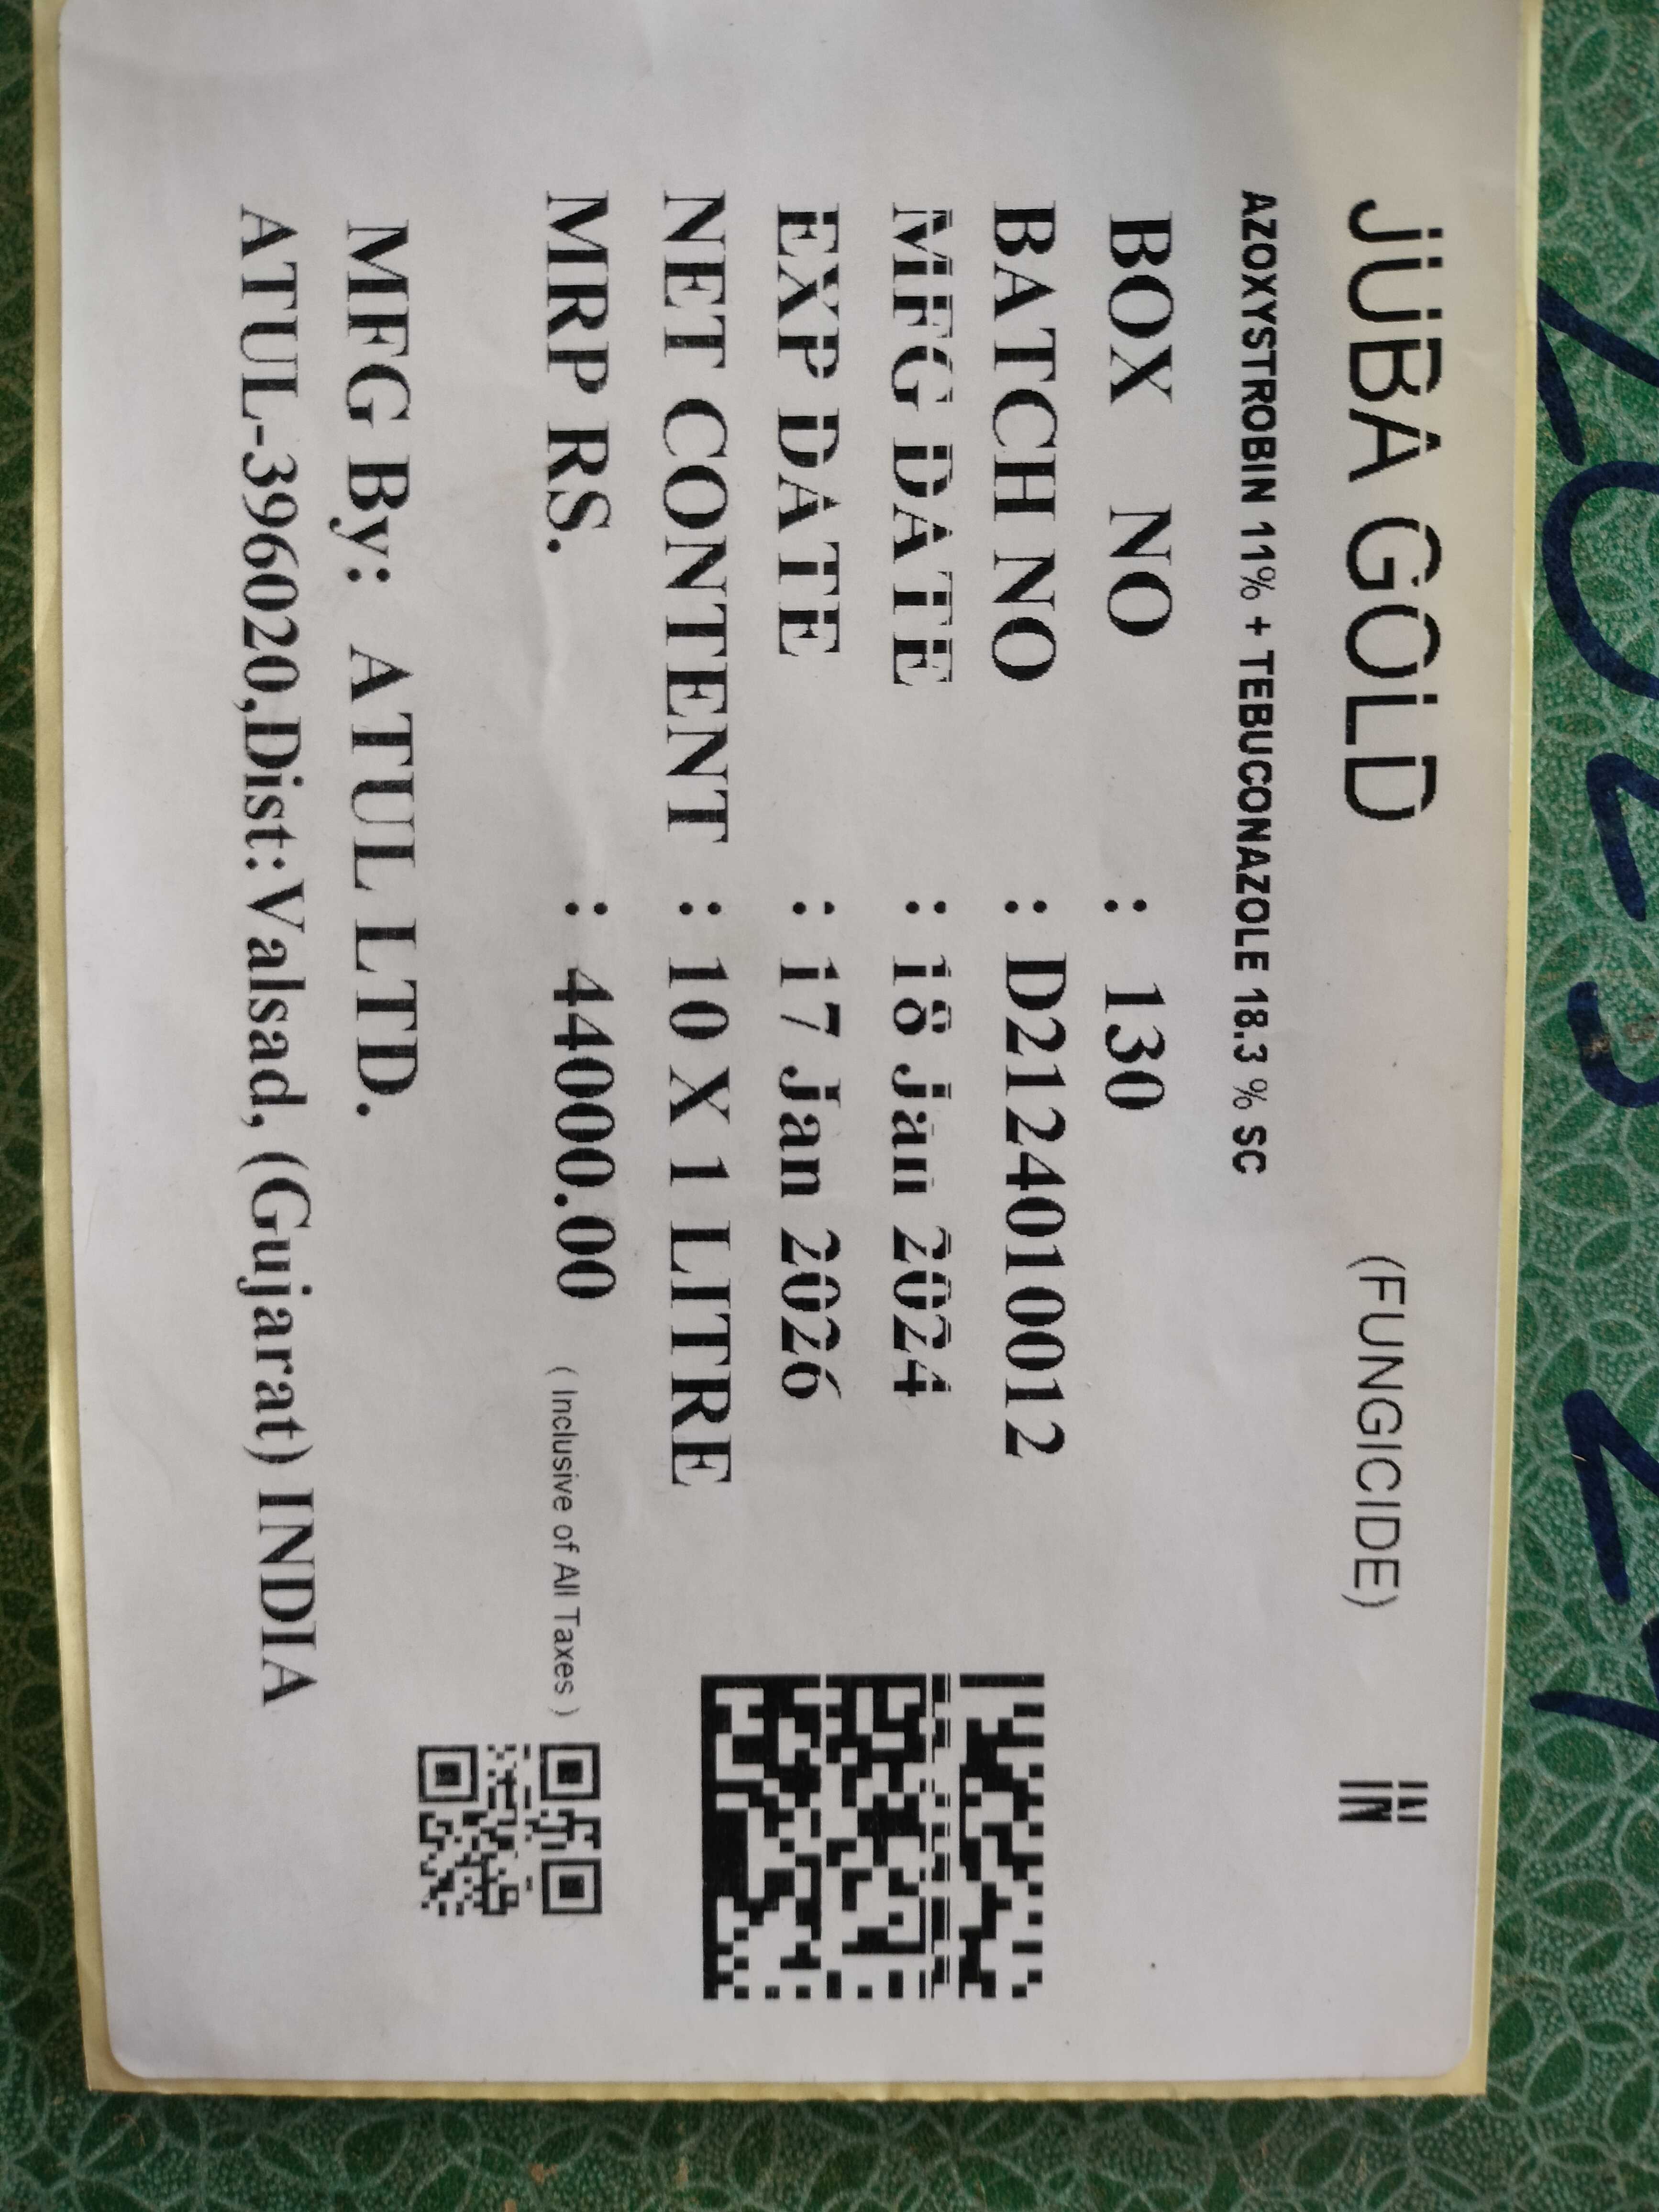 JUBA GOLD (FUNGICIDE) IN
AZOXYSTROBIN 11% + TEBUCONAZOLE 18.3 % SC
BOX NO : 130
BATCH NO : D2124010012
MFG DATE : 18 Jan 2024
EXP DATE : 17 Jan 2026
NET CONTENT : 10 X 1 LITRE
MRP RS. : 44000.00 ( Inclusive of All Taxes )
MFG By: ATUL LTD.
ATUL-396020,Dist:Valsad, (Gujarat) INDIA